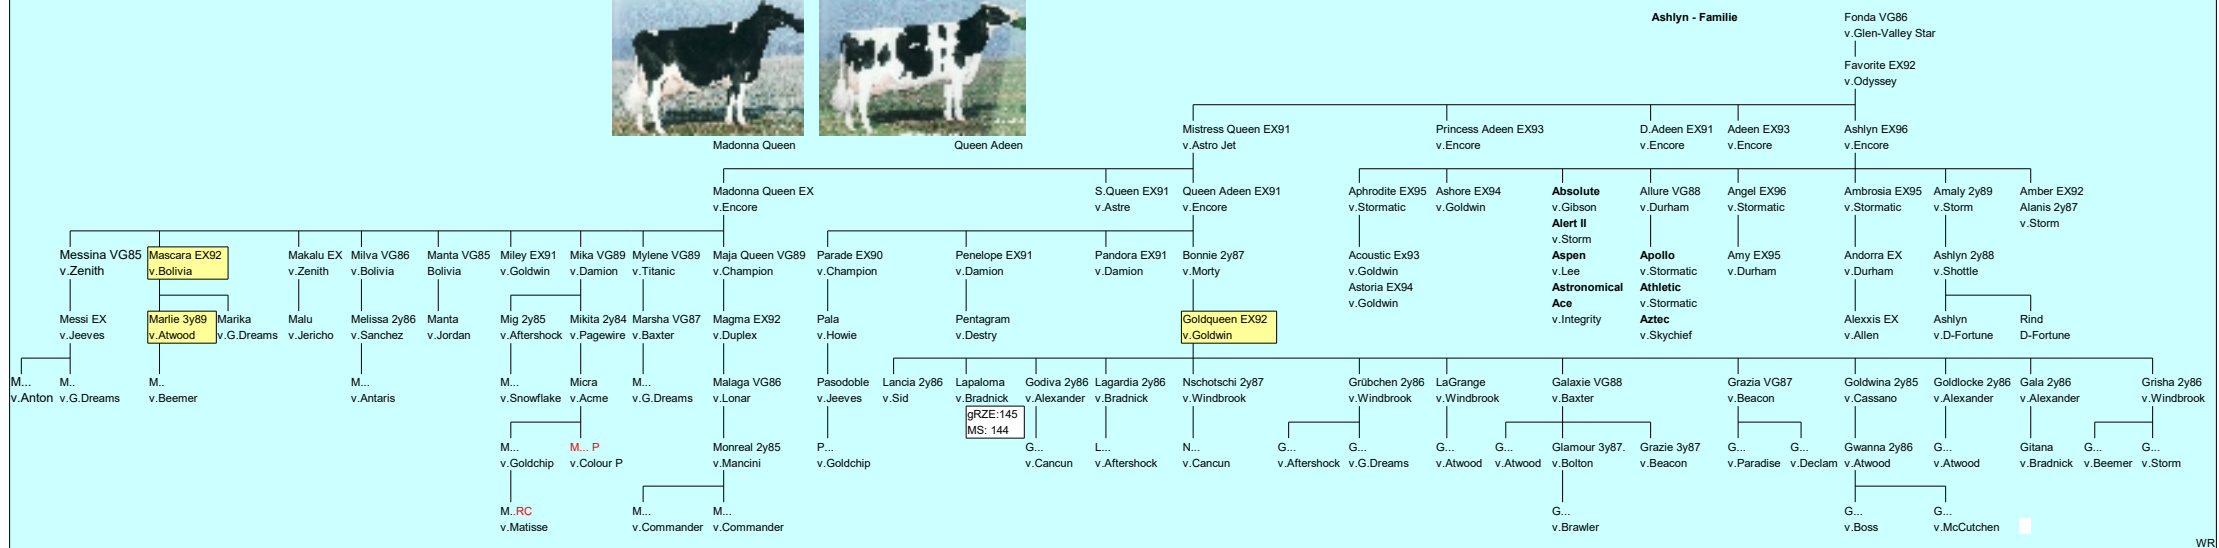 Ashlyn - Familie
Fonda VG86
v.Glen-Valley Star
Favorite EX92
v.Odyssey
Mistress Queen EX91
v.Astro Jet
Princess Adeen EX93
v.Encore
D.Adeen EX91
v.Encore
Adeen EX93
v.Encore
Ashlyn EX96
v.Encore
Madonna Queen
Queen Adeen
Madonna Queen EX
v.Encore
S.Queen EX91
v.Astre
Queen Adeen EX91
v.Encore
Aphrodite EX95
v.Stormatic
Ashore EX94
v.Goldwin
Absolute
v.Gibson
Alert II
v.Storm
Aspen
v.Lee
Astronomical
Ace
v.Integrity
Allure VG88
v.Durham
Apollo
v.Stormatic
Athletic
v.Stormatic
Aztec
v.Skychief
Angel EX96
v.Stormatic
Amy EX95
v.Durham
Ambrosia EX95
v.Stormatic
Andorra EX
v.Durham
Amaly 2y89
v.Storm
Ashlyn 2y88
v.Shottle
Amber EX92
Alanis 2y87
v.Storm
Messina VG85
v.Zenith
Mascara EX92
v.Bolivia
Makalu EX
v.Zenith
Milva VG86
v.Bolivia
Manta VG85
Bolivia
Miley EX91
v.Goldwin
Mika VG89
v.Damion
Mylene VG89
v.Titanic
Maja Queen VG89
v.Champion
Parade EX90
v.Champion
Penelope EX91
v.Damion
Pandora EX91
v.Damion
Bonnie 2y87
v.Morty
Acoustic Ex93
v.Goldwin
Astoria EX94
v.Goldwin
Messi EX
v.Jeeves
Marlie 3y89
v.Atwood
Marika
v.G.Dreams
Malu
v.Jericho
Melissa 2y86
v.Sanchez
Manta
v.Jordan
Mig 2y85
v.Aftershock
Mikita 2y84
v.Pagewire
Marsha VG87
v.Baxter
Magma EX92
v.Duplex
Pala
v.Howie
Pentagram
v.Destry
Goldqueen EX92
v.Goldwin
Alexxis EX
v.Allen
Ashlyn
v.D-Fortune
Rind
D-Fortune
M...
v.Anton
M..
v.G.Dreams
M..
v.Beemer
M...
v.Antaris
M...
v.Snowflake
Micra
v.Acme
M...
v.G.Dreams
Malaga VG86
v.Lonar
Pasodoble
v.Jeeves
Lancia 2y86
v.Sid
Lapaloma
v.Bradnick
gRZE:145
MS: 144
Godiva 2y86
v.Alexander
Lagardia 2y86
v.Bradnick
Nschotschi 2y87
v.Windbrook
Grübchen 2y86
v.Windbrook
LaGrange
v.Windbrook
Galaxie VG88
v.Baxter
Grazia VG87
v.Beacon
Goldwina 2y85
v.Cassano
Goldlocke 2y86
v.Alexander
Gala 2y86
v.Alexander
Grisha 2y86
v.Windbrook
M...
v.Goldchip
M... P
v.Colour P
Monreal 2y85
v.Mancini
P...
v.Goldchip
G...
v.Cancun
L...
v.Aftershock
N...
v.Cancun
G...
v.Aftershock
G...
v.G.Dreams
G...
v.Atwood
G...
v.Atwood
Glamour 3y87.
v.Bolton
Grazie 3y87
v.Beacon
G...
v.Paradise
G...
v.Declam
Gwanna 2y86
v.Atwood
G...
v.Atwood
Gitana
v.Bradnick
G...
v.Beemer
G...
v.Storm
M..RC
v.Matisse
M...
v.Commander
M...
v.Commander
G...
v.Brawler
G...
v.Boss
G...
v.McCutchen
WR